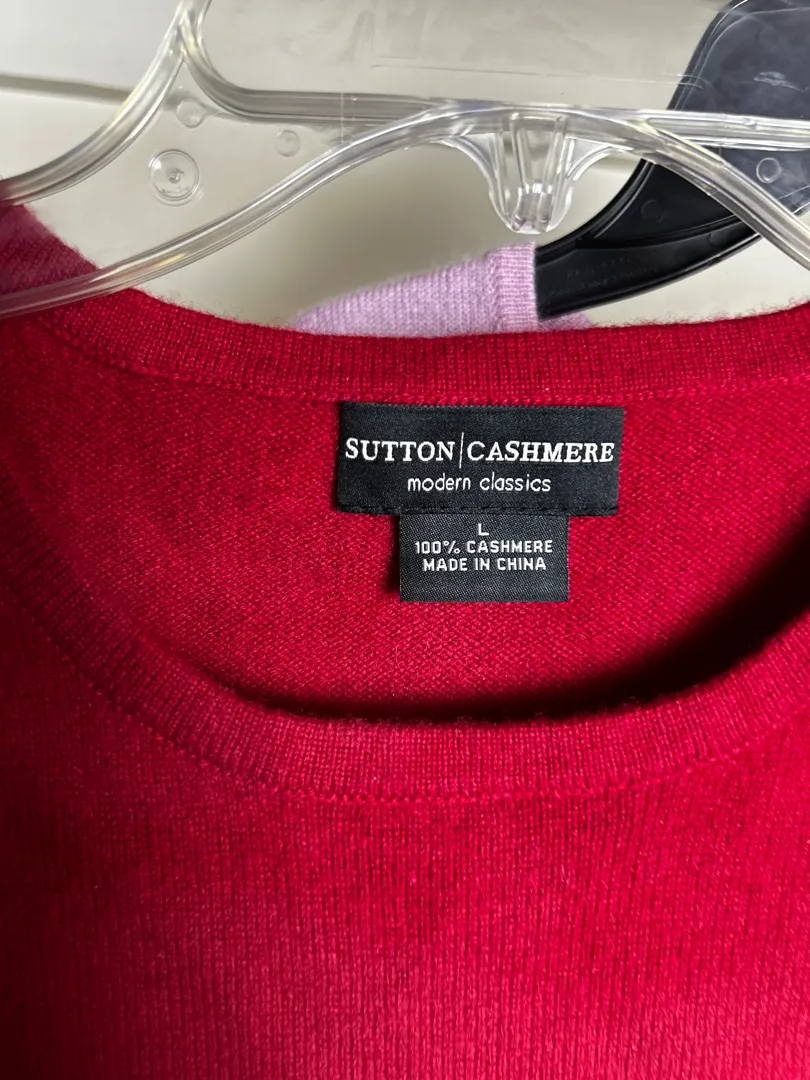 SUTTON|CASHMERE
modern classics
L
100% CASHMERE
MADE IN CHINA